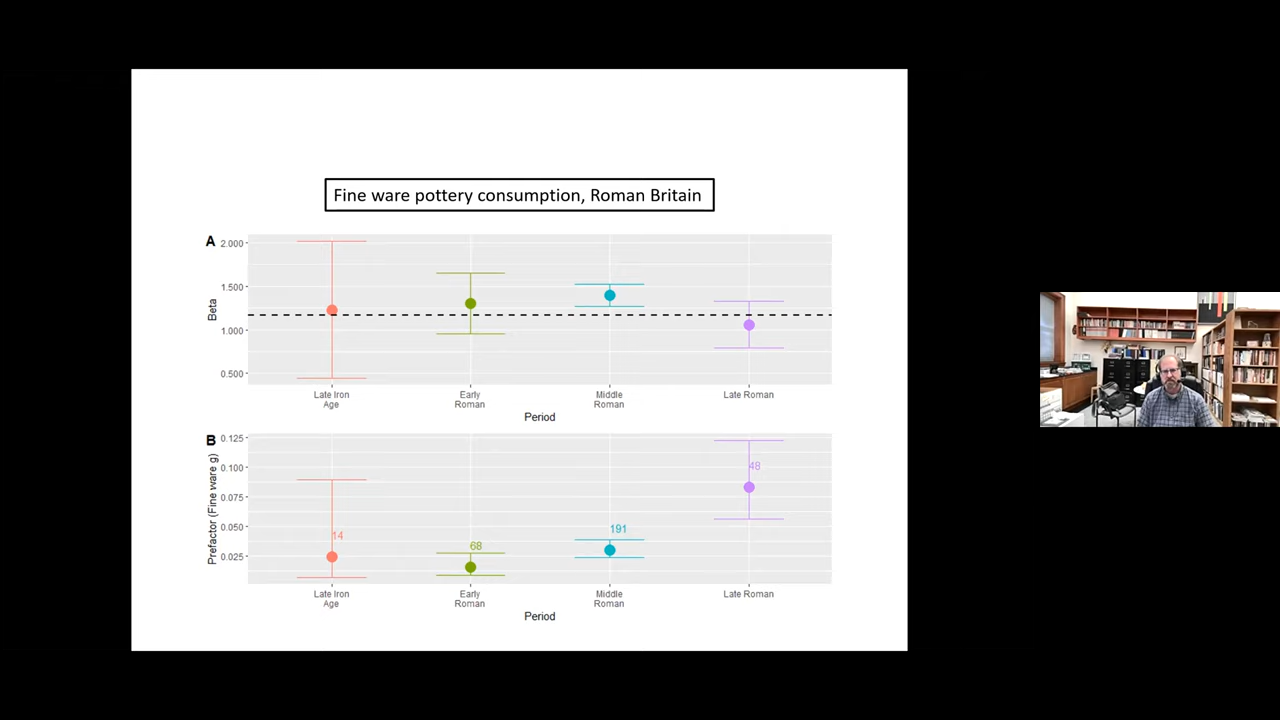 Fine ware pottery consumption, Roman Britain
A
2.000
1.500
1.000
0.500
Beta
Late Iron
Age
Early
Roman
Middle
Roman
Late Roman
Period
B
0.125
0.100
0.075
0.050
0.025
Prefactor (Fine ware g)
14
68
191
48
Late Iron
Age
Early
Roman
Middle
Roman
Late Roman
Period